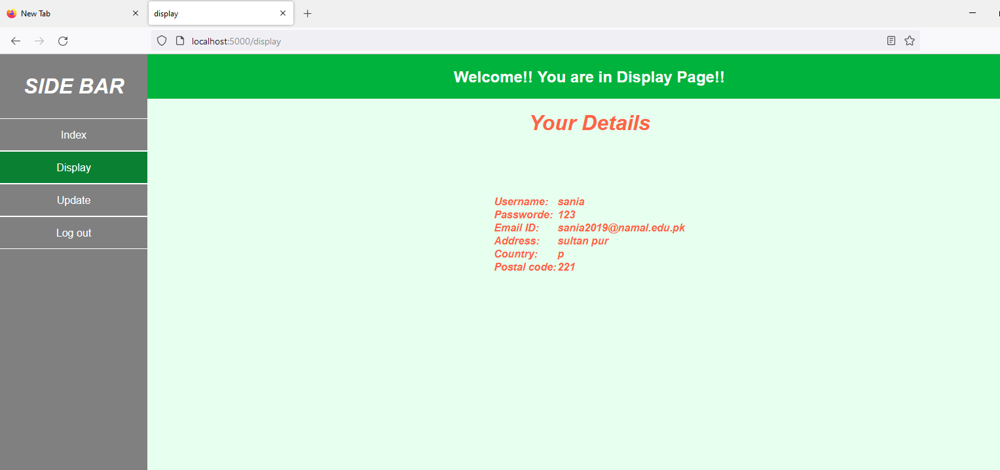 New Tab
display
localhost:5000/display
SIDE BAR
Welcome!! You are in Display Page!!
Your Details
Index
Display
Update
Log out
Username: sania
Passworde: 123
Email ID: sania2019@namal.edu.pk
Address: sultan pur
Country: p
Postal code: 221